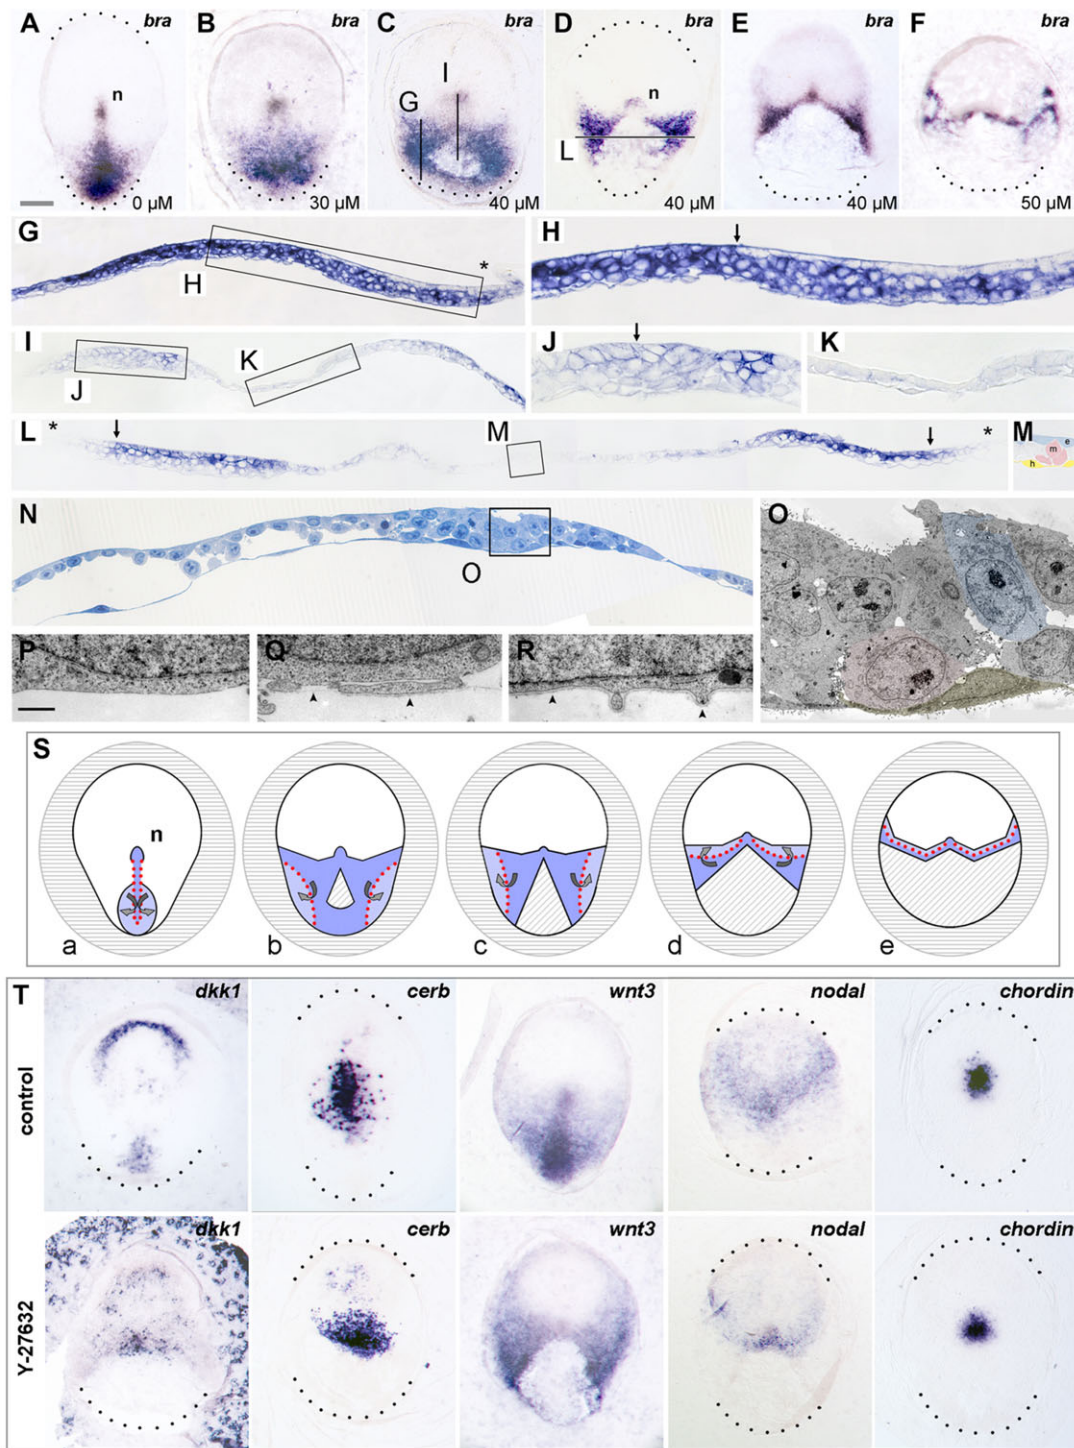 A bra B bra C bra D bra E bra F bra
n I G n L
0 µM 30 µM 40 µM 40 µM 40 µM 50 µM
G H * H
I J K J K
L * M * M e m h
N O O
P Q R
S
n
a b c d e
T dkk1 cerb wnt3 nodal chordin
control
dkk1 cerb wnt3 nodal chordin
Y-27632